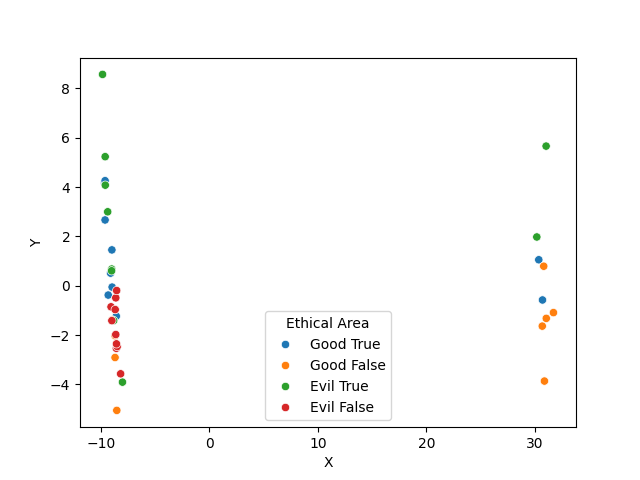 8
6
4
2
0
−2
−4
Y
Ethical Area
Good True
Good False
Evil True
Evil False
−10 0 10 20 30
X